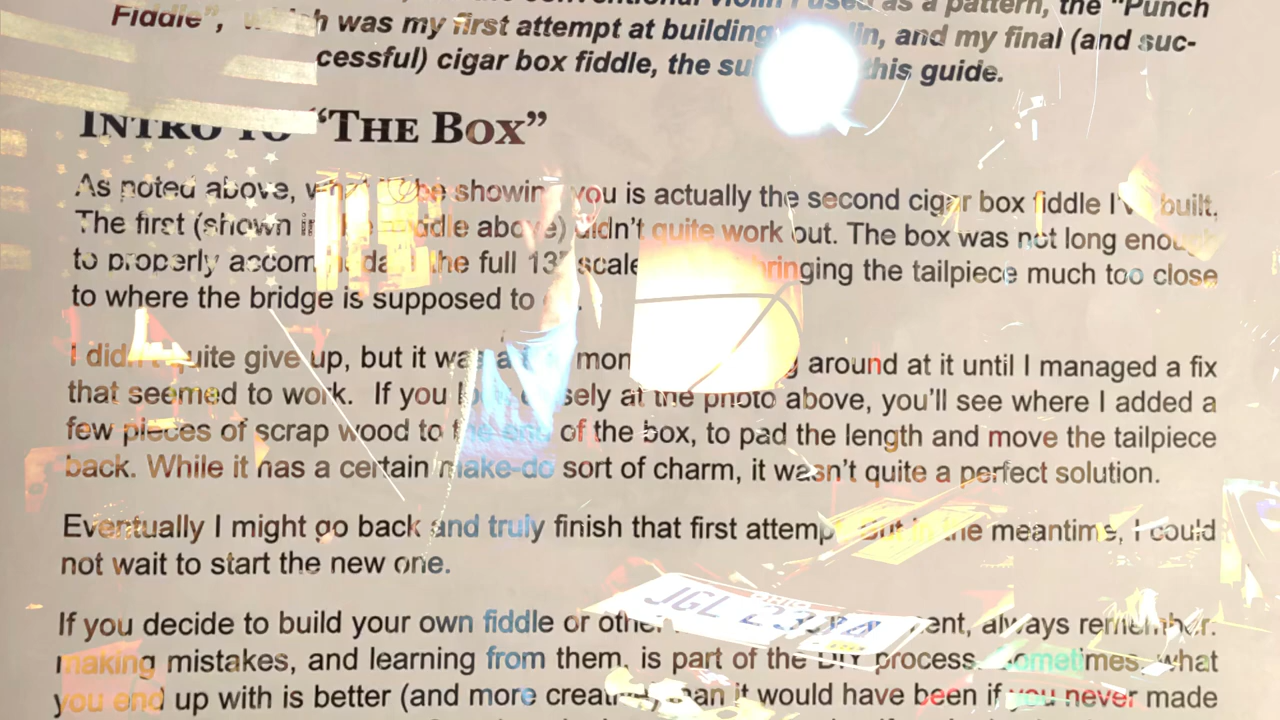 used as a pattern, the "Punch
Fiddle", which was my first attempt at building violin, and my final (and suc-
cessful) cigar box fiddle, the su this guide.
INTRO TO "THE BOX"
As noted above, what I'll be showing you is actually the second cigar box fiddle I've built.
The first (shown in the middle above) didn't quite work out. The box was not long enough
to properly accommodate the full 13" scale bringing the tailpiece much too close
to where the bridge is supposed to
I didn't quite give up, but it was a mon around at it until I managed a fix
that seemed to work. If you look closely at the photo above, you'll see where I added a
few pieces of scrap wood to the end of the box, to pad the length and move the tailpiece
back. While it has a certain make-do sort of charm, it wasn't quite a perfect solution.
Eventually I might go back and truly finish that first attempt, but in the meantime, I could
not wait to start the new one.
If you decide to build your own fiddle or other always remember.
JGL
making mistakes, and learning from them, is part of the DIY process. Sometimes, what
you end up with is better (and more creative) than it would have been if you never made